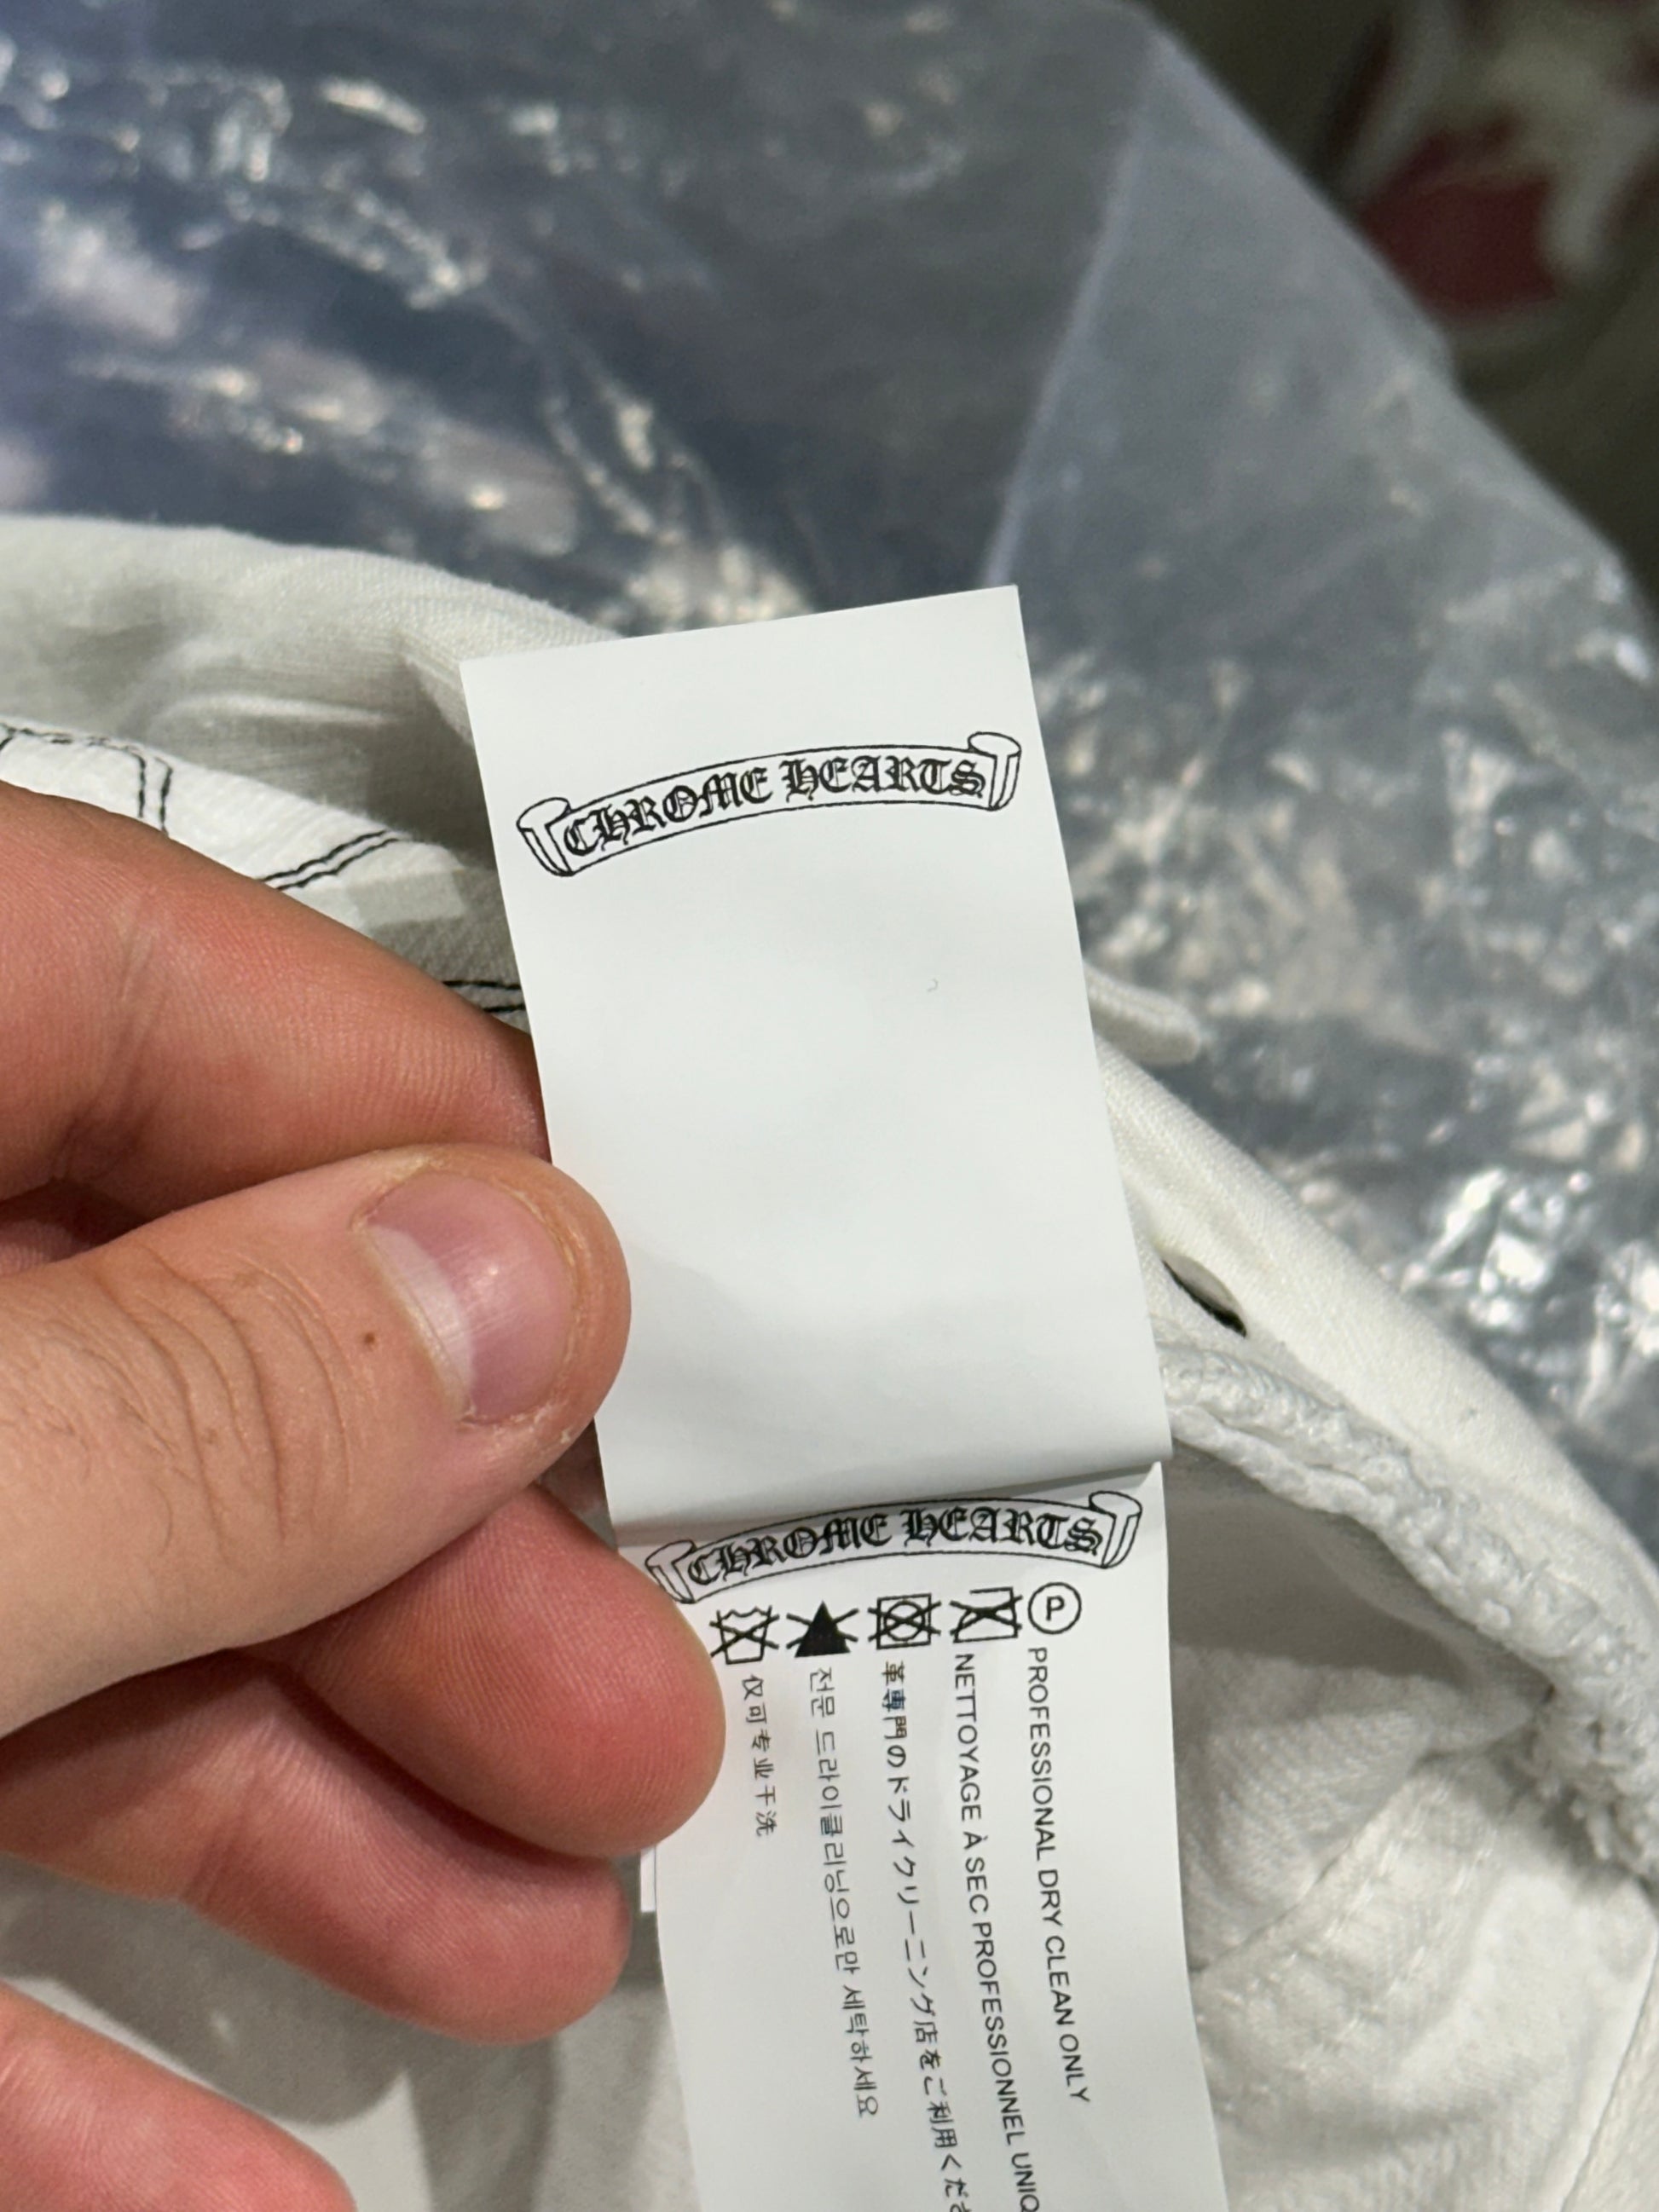 CHROME HEARTS
CHROME HEARTS
PROFESSIONAL DRY CLEAN ONLY
NETTOYAGE À SEC PROFESSIONNEL
革専門のドライクリーニング店をご利用くださ
전문 드라이클리닝으로만 세탁하세요
仅可专业干洗
P